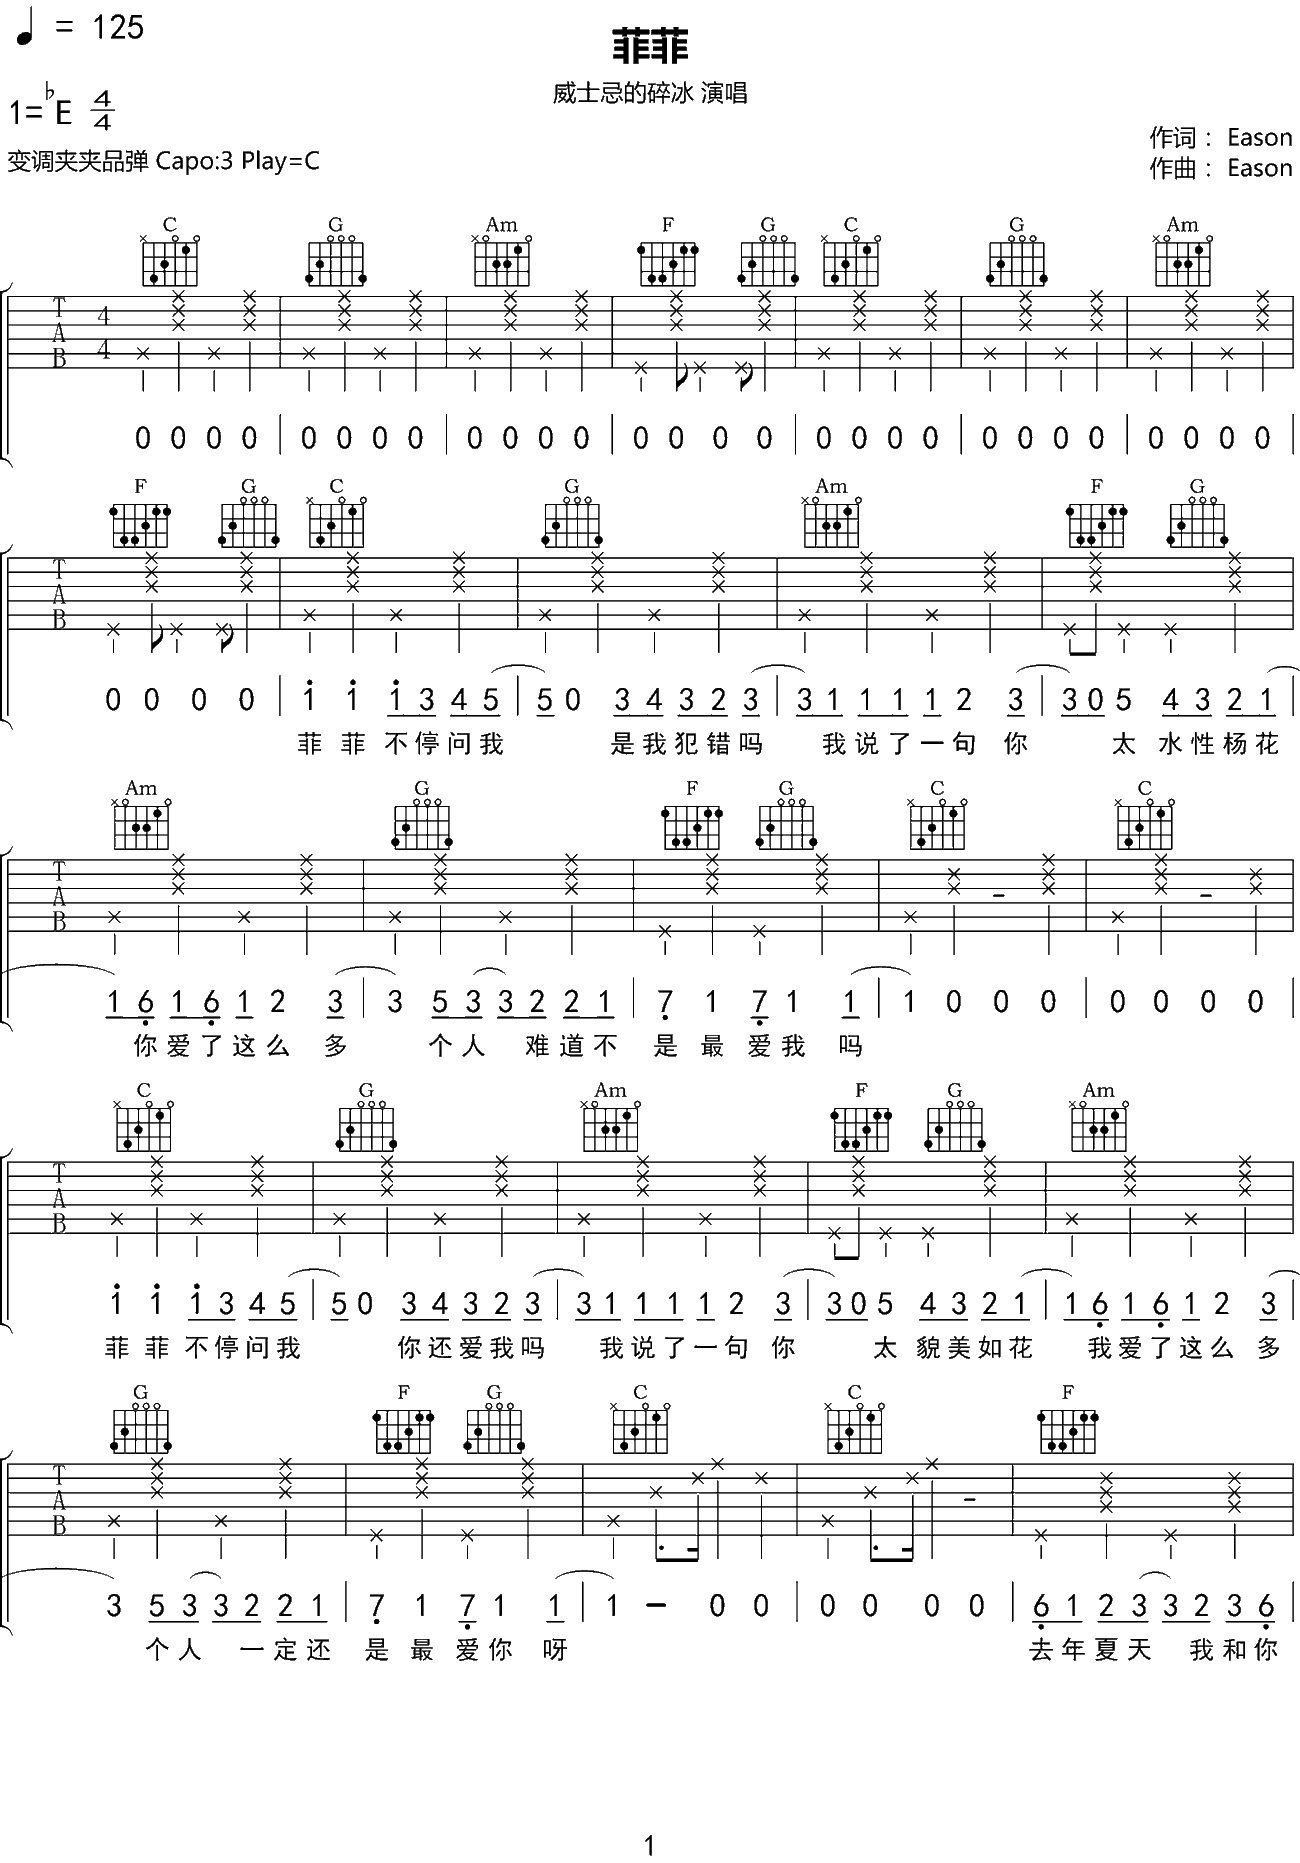 ♩ = 125
菲菲
威士忌的碎冰 演唱
1=♭E 4/4
作词： Eason
变调夹夹品弹 Capo:3 Play=C
作曲： Eason
C G Am F G C G Am
T A B 4/4
0 0 0 0 | 0 0 0 0 | 0 0 0 0 | 0 0 0 0 | 0 0 0 0 | 0 0 0 0 | 0 0 0 0
F G C G Am F G
T A B
0 0 0 0 | 1 1 1 3 4 5 | 5 0 3 4 3 2 3 | 3 1 1 1 1 2 3 | 3 0 5 4 3 2 1
菲 菲 不 停 问 我 是 我 犯 错 吗 我 说 了 一 句 你 太 水 性 杨 花
Am G F G C C
T A B
1 6 1 6 1 2 3 | 3 5 3 3 2 2 1 | 7 1 7 1 1 | 1 0 0 0 | 0 0 0 0
你 爱 了 这 么 多 个 人 难 道 不 是 最 爱 我 吗
C G Am F G Am
T A B
1 1 1 3 4 5 | 5 0 3 4 3 2 3 | 3 1 1 1 1 2 3 | 3 0 5 4 3 2 1 | 1 6 1 6 1 2 3
菲 菲 不 停 问 我 你 还 爱 我 吗 我 说 了 一 句 你 太 貌 美 如 花 我 爱 了 这 么 多
G F G C C F
T A B
3 5 3 3 2 2 1 | 7 1 7 1 1 | 1 – 0 0 | 0 0 0 0 | 6 1 2 3 3 2 3 6
个 人 一 定 还 是 最 爱 你 呀 去 年 夏 天 我 和 你
1